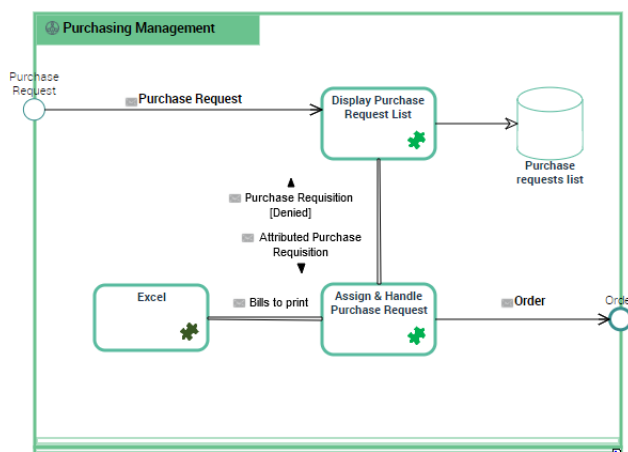 Purchasing Management
Purchase
Request
Purchase Request
Display Purchase
Request List
Purchase
requests list
Purchase Requisition
[Denied]
Attributed Purchase
Requisition
Excel
Bills to print
Assign & Handle
Purchase Request
Order